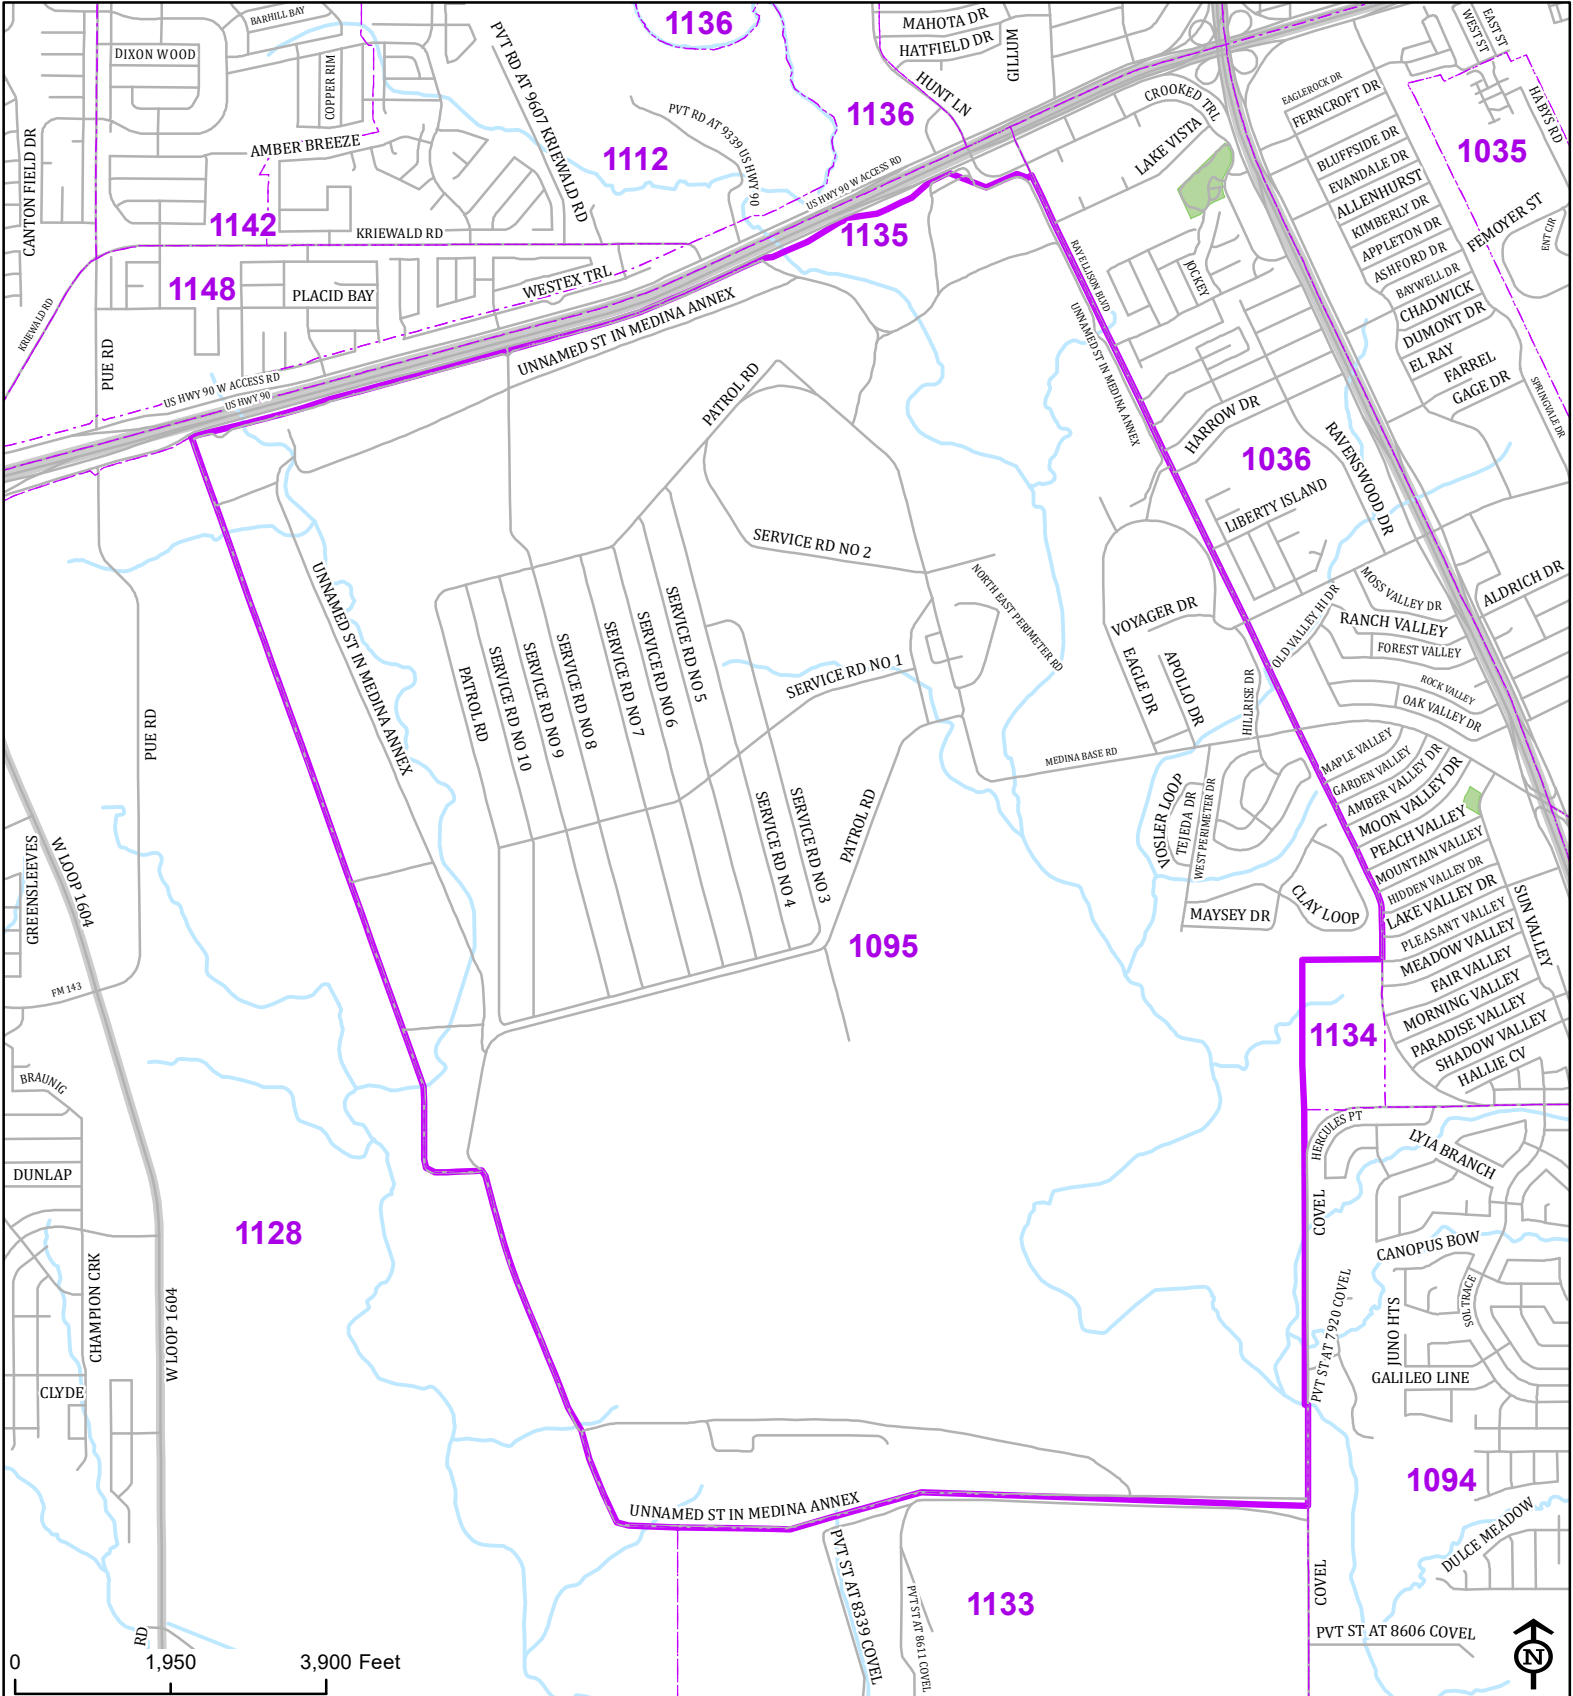 BARHILL BAY
DIXON WOOD
COPPER RIM
CANTON FIELD DR
AMBER BREEZE
1142
KRIEWALD RD
1148
PLACID BAY
WESTEX TRL
KRIEWALD RD
PUE RD
US HWY 90 W ACCESS RD
US HWY 90
PVT RD AT 9607 KRIEWALD RD
1136
PVT RD AT 9339 US HWY 90
1112
US HWY 90 W ACCESS RD
1135
1136
MAHOTA DR
HATFIELD DR
GILLUM
HUNT LN
CROOKED TRL
LAKE VISTA
WEST ST
EAST ST
HABYS RD
EAGLEROCK DR
FERNCROFT DR
1035
BLUFFSIDE DR
EVANDALE DR
ALLENHURST
KIMBERLY DR
APPLETON DR
ASHFORD DR
BAYWELL DR
CHADWICK
DUMONT DR
EL RAY
FARREL
GAGE DR
FEMOYER ST
ENT CIR
SPRINGVALE DR
JOCKEY
RAY ELLISON BLVD
UNNAMED ST IN MEDINA ANNEX
HARROW DR
1036
RAVENSWOOD DR
LIBERTY ISLAND
UNNAMED ST IN MEDINA ANNEX
PATROL RD
SERVICE RD NO 2
NORTH EAST PERIMETER RD
UNNAMED ST IN MEDINA ANNEX
PATROL RD
SERVICE RD NO 10
SERVICE RD NO 9
SERVICE RD NO 8
SERVICE RD NO 7
SERVICE RD NO 6
SERVICE RD NO 5
SERVICE RD NO 1
SERVICE RD NO 4
SERVICE RD NO 3
PATROL RD
MEDINA BASE RD
VOYAGER DR
EAGLE DR
APOLLO DR
HILLRISE DR
OLD VALLEY HI DR
MOSS VALLEY DR
RANCH VALLEY
FOREST VALLEY
ALDRICH DR
ROCK VALLEY
OAK VALLEY DR
MAPLE VALLEY
GARDEN VALLEY
AMBER VALLEY DR
MOON VALLEY DR
PEACH VALLEY
MOUNTAIN VALLEY
HIDDEN VALLEY DR
LAKE VALLEY DR
PLEASANT VALLEY
MEADOW VALLEY
FAIR VALLEY
MORNING VALLEY
PARADISE VALLEY
SHADOW VALLEY
HALLIE CV
SUN VALLEY
VOSLER LOOP
TEJEDA DR
WEST PERIMETER DR
MAYSEY DR
CLAY LOOP
1095
1134
PUE RD
W LOOP 1604
GREENSLEEVES
FM 143
BRAUNIG
DUNLAP
1128
CHAMPION CRK
W LOOP 1604
CLYDE
RD
HERCULES PT
LYIA BRANCH
COVEL
CANOPUS BOW
PVT ST AT 7920 COVEL
JUNO HTS
SOL TRACE
GALILEO LINE
1094
DULCE MEADOW
UNNAMED ST IN MEDINA ANNEX
PVT ST AT 8339 COVEL
PVT ST AT 8611 COVEL
1133
COVEL
PVT ST AT 8606 COVEL
0 1,950 3,900 Feet
N